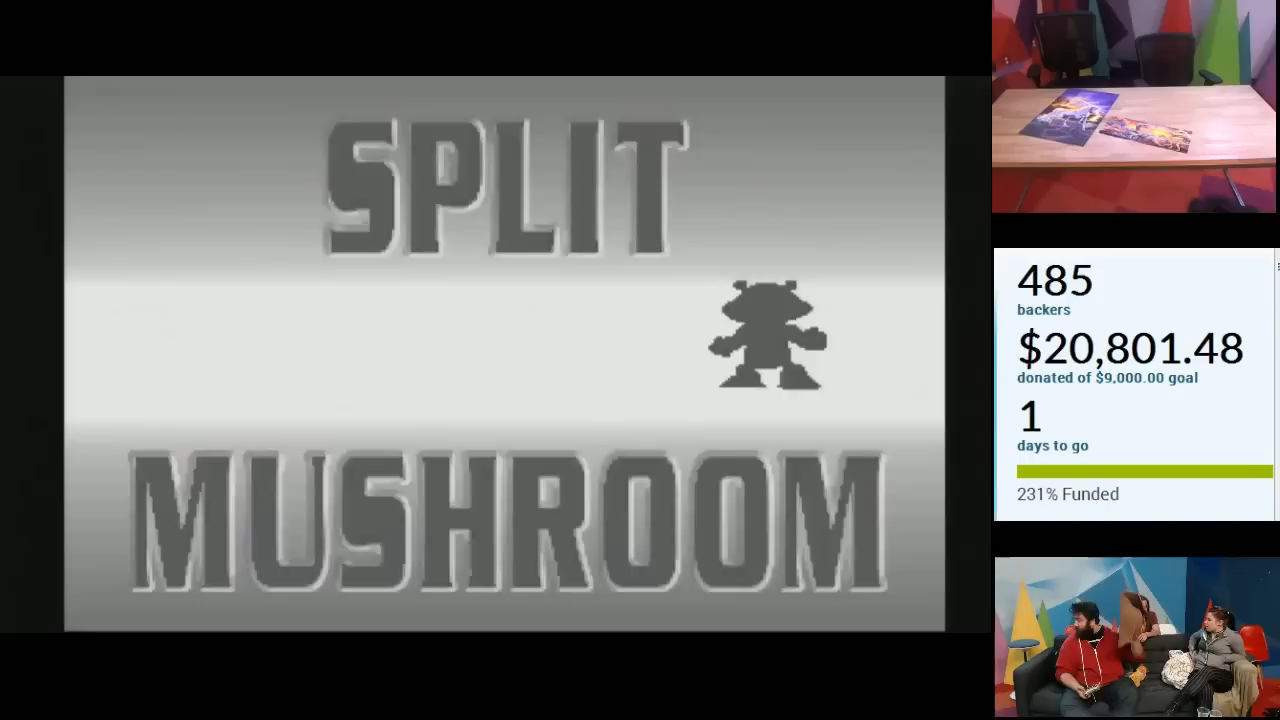 SPLIT
MUSHROOM
485
backers
$20,801.48
donated of $9,000.00 goal
1
days to go
231% Funded